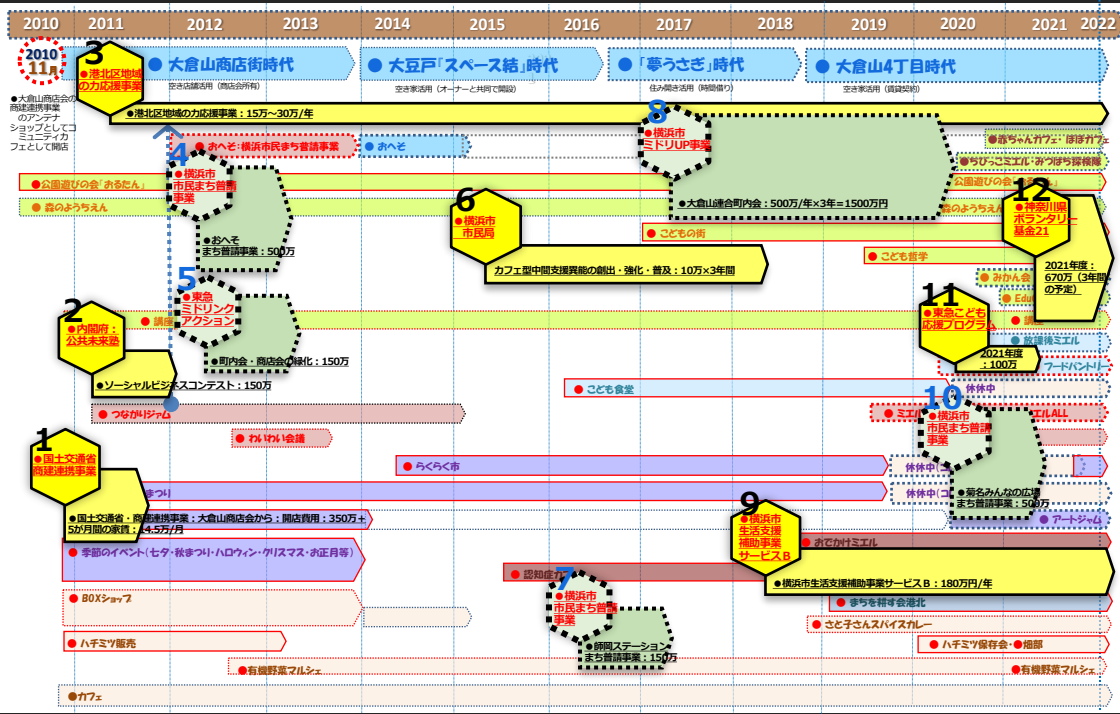 2010 2011 2012 2013 2014 2015 2016 2017 2018 2019 2020 2021 2022
2010
11月
●大倉山商店街時代
空き店舗活用（商店会所有）
●大豆戸「スペース結」時代
空き家活用（オーナーと共同で開設）
●「夢うさぎ」時代
住み開き活用（時間借り）
●大倉山4丁目時代
空き家活用（賃貸契約）
●大倉山商店会の
商建連携事業
のアンテナ
ショップとしてコ
ミュニティカ
フェとして開店
3
●港北区地域
の力応援事業
●港北区地域の力応援事業：15万～30万/年
●おへそ：横浜市民まち普請事業
●おへそ
8
●横浜市
ミドリUP事業
●大倉山連合町内会：500万/年×3年＝1500万円
●赤ちゃんカフェ・ぽぽカフェ
●ちびっこミエル・みつばち探検隊
4
●横浜市
市民まち普請
事業
●おへそ
まち普請事業：500万
●公園遊びの会「おるたん」
公園遊びの会「おるたん」
●森のようちえん
森のようちえん
6
●横浜市
市民局
カフェ型中間支援異能の創出・強化・普及：10万×3年間
●こどもの街
●こども哲学
12
●神奈川県
ボランタリー
基金21
2021年度：
670万（3年間
の予定）
●みかん会
●Edu
5
●東急
ミドリンク
アクション
●町内会・商店会の緑化：150万
2
●内閣府：
公共未来塾
●ソーシャルビジネスコンテスト：150万
●講座
●講座
11
●東急こども
応援プログラム
2021年度
：100万
●放課後ミエル
フードパントリー
●こども食堂
休休中
●つながりジャム
●ミエル
エルALL
10
●横浜市
市民まち普請
事業
●菊名みんなの広場
まち普請事業：500万
●わいわい会議
1
●国土交通省
商建連携事業
●国土交通省・商建連携事業：大倉山商店会から：開店費用：350万＋
5か月間の家賃：14.5万/月
●らくらく市
休休中(コ
まつり
休休中(コ
●アートジャム
9
●横浜市
生活支援
補助事業
サービスB
●横浜市生活支援補助事業サービスB：180万円/年
●おでかけミエル
●季節のイベント(七夕・秋まつり・ハロウィン・クリスマス・お正月等)
●認知症カフ
7
●横浜市
市民まち普請
事業
●師岡ステーション
まち普請事業：150万
●BOXショップ
●まちを耕す会港北
●さと子さんスパイスカレー
●ハチミツ販売
●ハチミツ保存会・●畑部
●有機野菜マルシェ
●有機野菜マルシェ
●カフェ